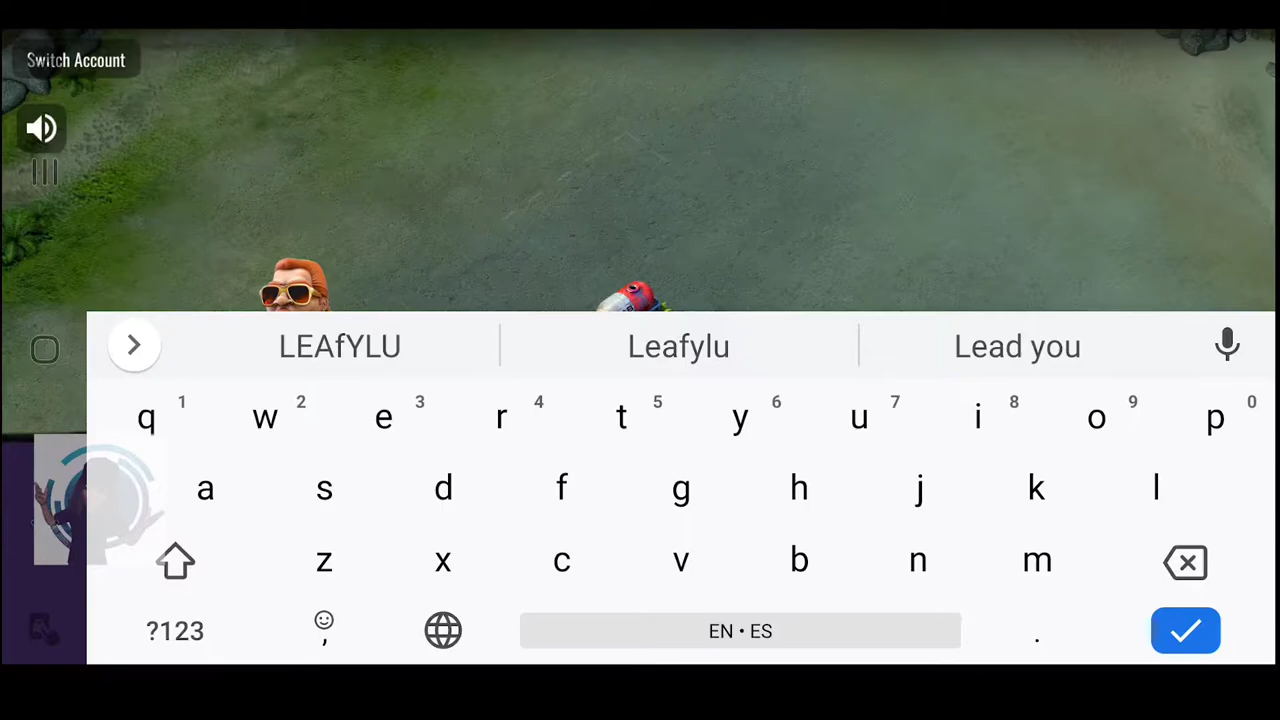 Switch Account
LEAfYLU
Leafylu
Lead you
q 1 w 2 e 3 r 4 t 5 y 6 u 7 i 8 o 9 p 0
a s d f g h j k l
z x c v b n m
?123 , EN • ES .